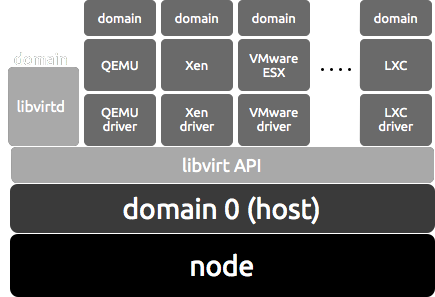 domain domain domain domain
domain
QEMU Xen VMware ESX .... LXC
libvirtd
QEMU driver Xen driver VMware driver LXC driver
libvirt API
domain 0 (host)
node